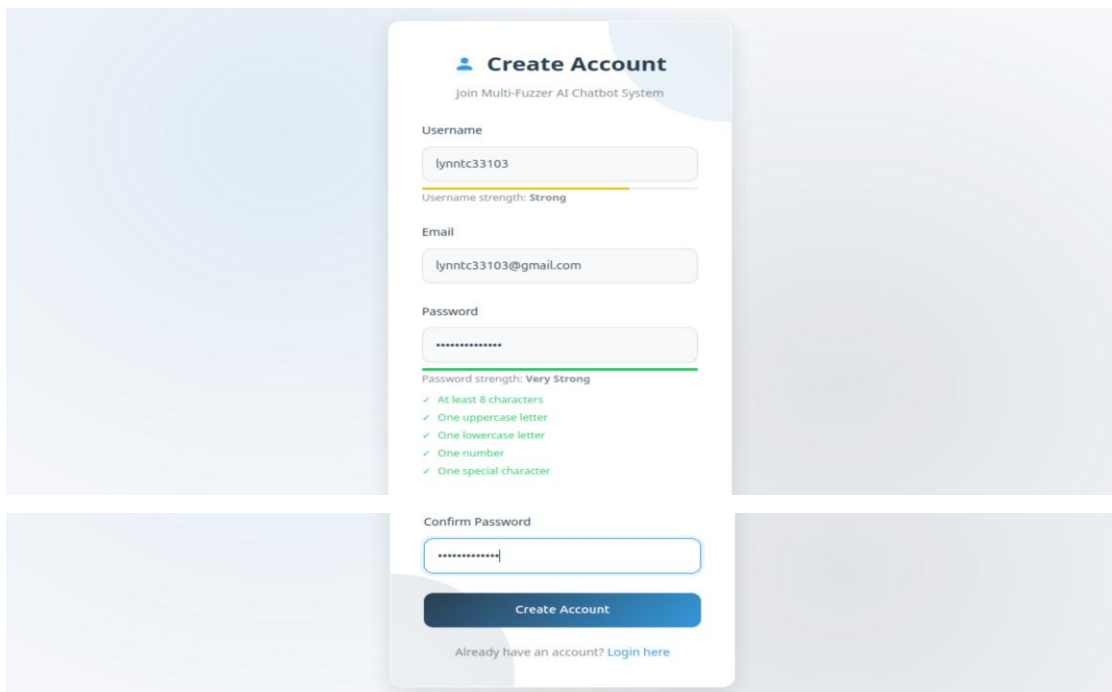 Create Account
Join Multi-Fuzzer AI Chatbot System
Username
lynntc33103
Username strength: Strong
Email
lynntc33103@gmail.com
Password
••••••••••••••
Password strength: Very Strong
✓ At least 8 characters
✓ One uppercase letter
✓ One lowercase letter
✓ One number
✓ One special character
Confirm Password
•••••••••••••
Create Account
Already have an account? Login here